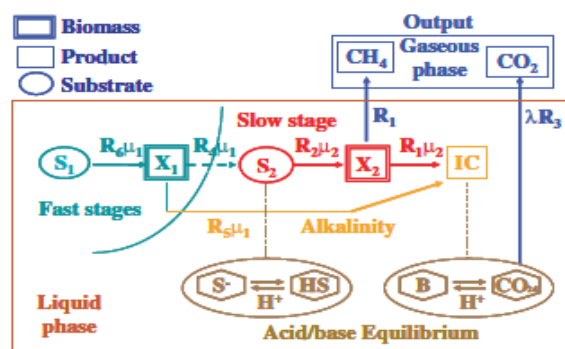 Biomass
Product
Substrate
Output
Gaseous
phase
CH₄
CO₂
R₁
λR₃
Slow stage
S₁
R₆μ₁
X₁
R₄μ₁
S₂
R₂μ₂
X₂
R₁μ₂
IC
Fast stages
R₅μ₁
Alkalinity
S⁻ ⇌ HS
H⁺
B ⇌
H⁺
Liquid
phase
Acid/base Equilibrium